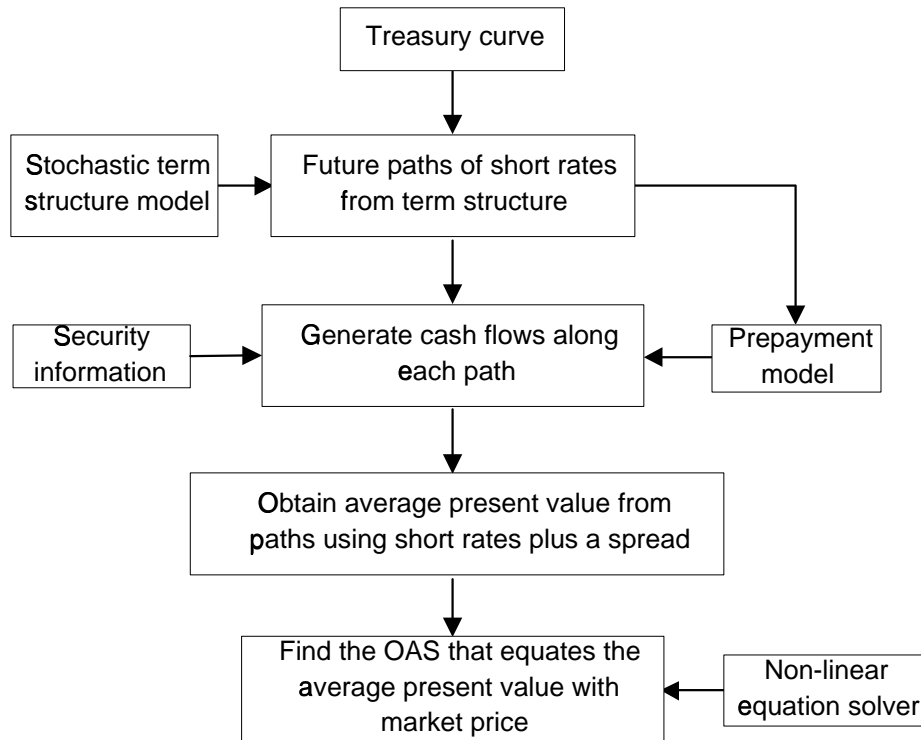 Treasury curve
Stochastic term
structure model
Future paths of short rates
from term structure
Security
information
Generate cash flows along
each path
Prepayment
model
Obtain average present value from
paths using short rates plus a spread
Find the OAS that equates the
average present value with
market price
Non-linear
equation solver